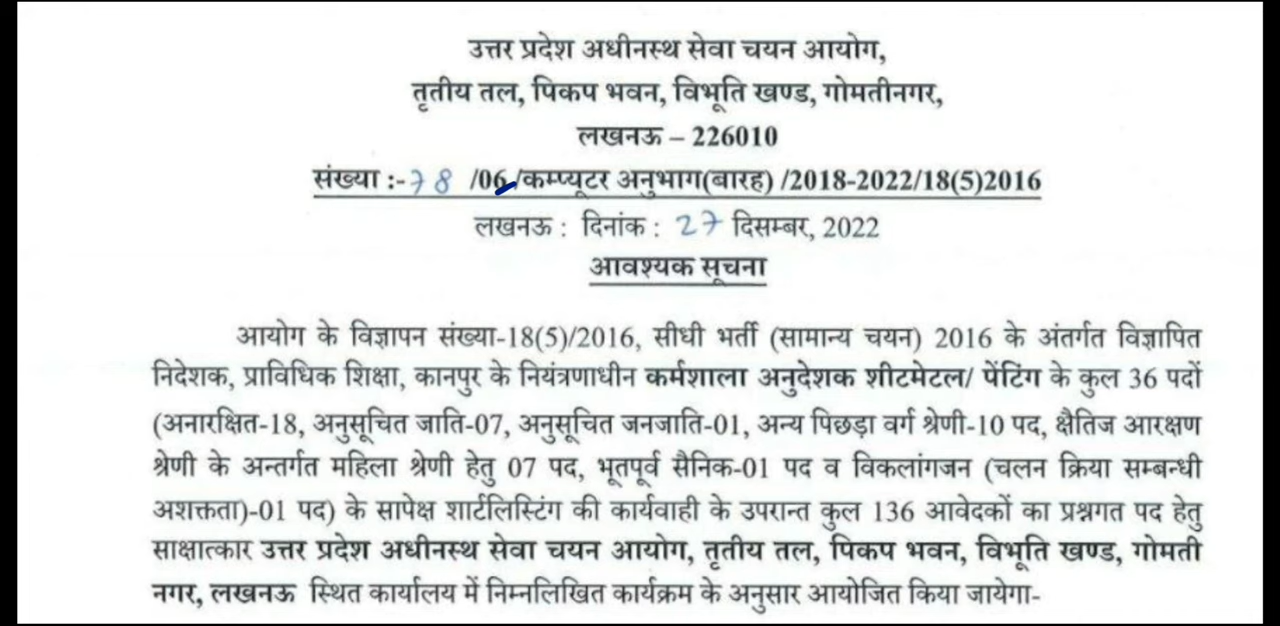 उत्तर प्रदेश अधीनस्थ सेवा चयन आयोग,
तृतीय तल, पिकप भवन, विभूति खण्ड, गोमतीनगर,
लखनऊ – 226010
संख्या :-78 /06/कम्प्यूटर अनुभाग(बारह) /2018-2022/18(5)2016
लखनऊ : दिनांक : 27 दिसम्बर, 2022
आवश्यक सूचना
आयोग के विज्ञापन संख्या-18(5)/2016, सीधी भर्ती (सामान्य चयन) 2016 के अंतर्गत विज्ञापित
निदेशक, प्राविधिक शिक्षा, कानपुर के नियंत्रणाधीन कर्मशाला अनुदेशक शीटमेटल/ पेंटिंग के कुल 36 पदों
(अनारक्षित-18, अनुसूचित जाति-07, अनुसूचित जनजाति-01, अन्य पिछड़ा वर्ग श्रेणी-10 पद, क्षैतिज आरक्षण
श्रेणी के अन्तर्गत महिला श्रेणी हेतु 07 पद, भूतपूर्व सैनिक-01 पद व विकलांगजन (चलन क्रिया सम्बन्धी
अशक्तता)-01 पद) के सापेक्ष शार्टलिस्टिंग की कार्यवाही के उपरान्त कुल 136 आवेदकों का प्रश्नगत पद हेतु
साक्षात्कार उत्तर प्रदेश अधीनस्थ सेवा चयन आयोग, तृतीय तल, पिकप भवन, विभूति खण्ड, गोमती
नगर, लखनऊ स्थित कार्यालय में निम्नलिखित कार्यक्रम के अनुसार आयोजित किया जायेगा-